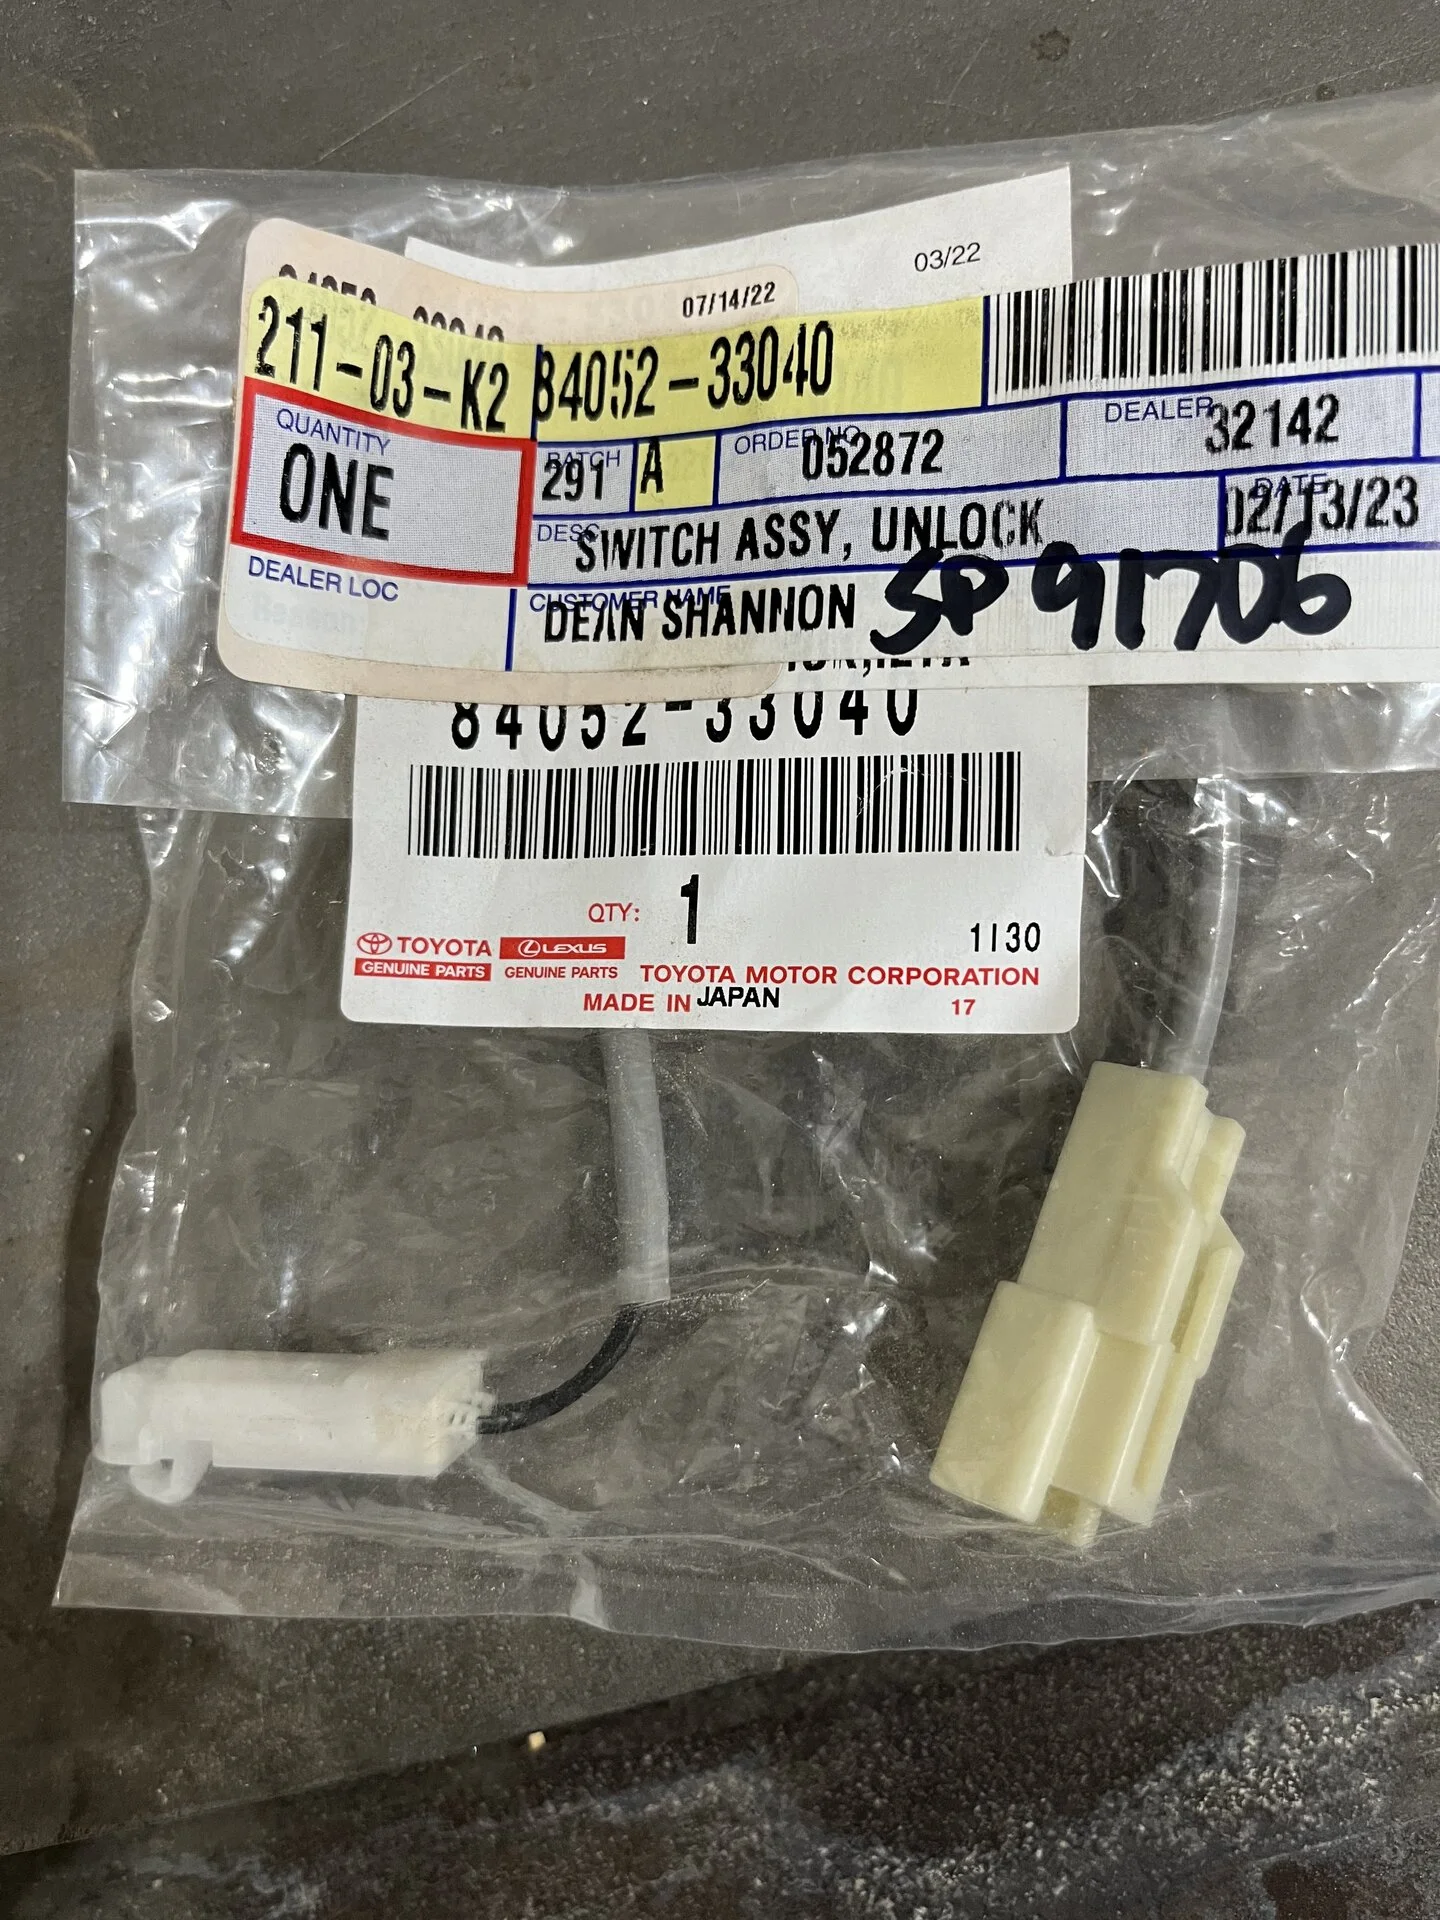 03/22
07/14/22
211-03-K2 84052-33040
QUANTITY
ONE
BATCH
291 A
ORDER NO
052872
DEALER
32142
DESC
SWITCH ASSY, UNLOCK
DATE
02/13/23
DEALER LOC
CUSTOMER NAME
DEAN SHANNON SP 91706
84052-33040
QTY: 1
1130
TOYOTA
GENUINE PARTS
LEXUS
GENUINE PARTS
TOYOTA MOTOR CORPORATION
MADE IN JAPAN
17